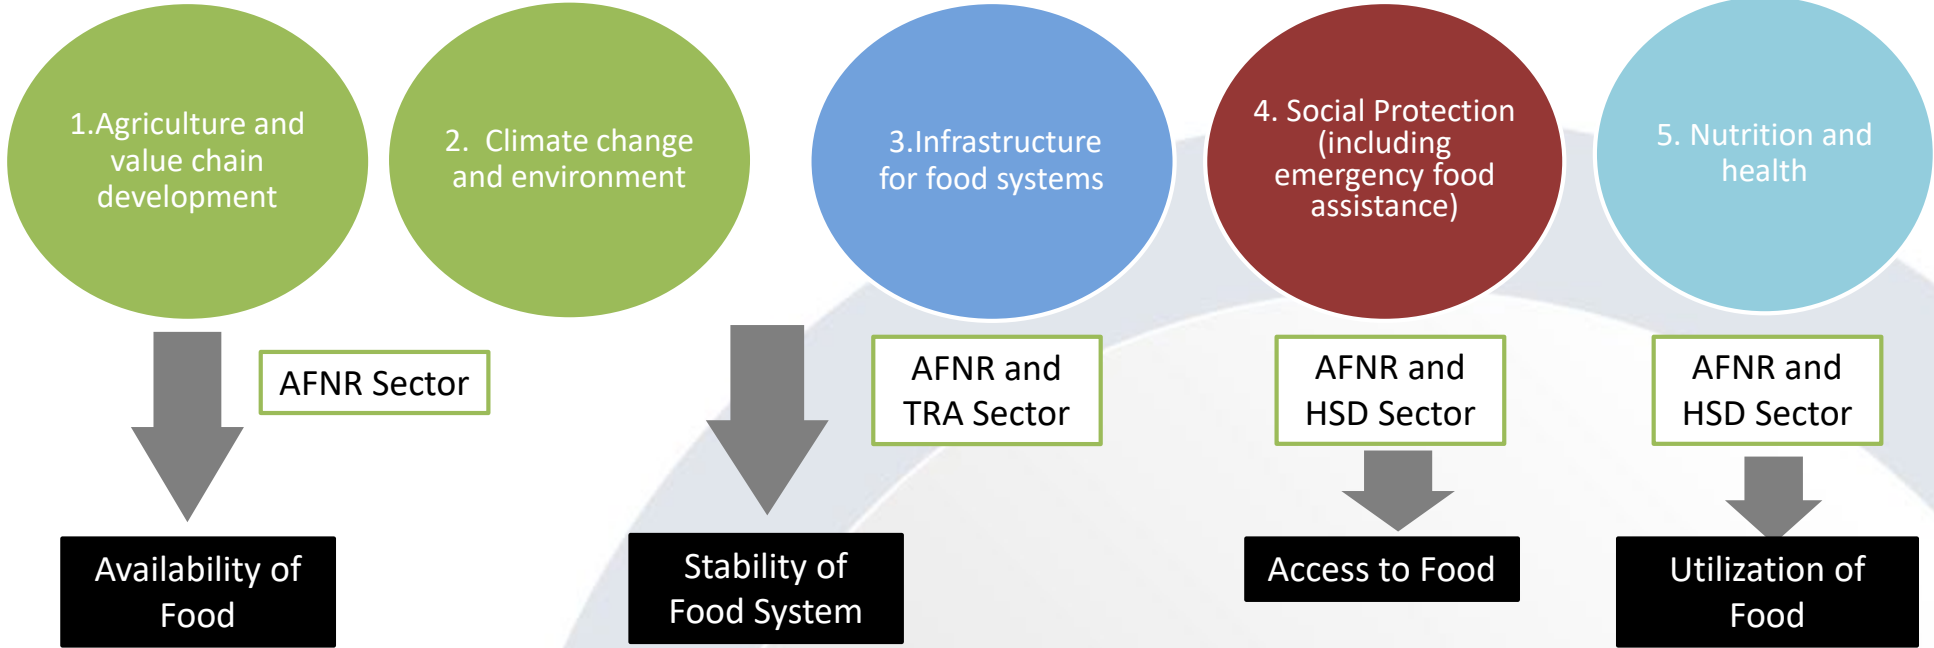 1.Agriculture and
value chain
development
2. Climate change
and environment
3.Infrastructure
for food systems
4. Social Protection
(including
emergency food
assistance)
5. Nutrition and
health
AFNR Sector
AFNR and
TRA Sector
AFNR and
HSD Sector
AFNR and
HSD Sector
Availability of
Food
Stability of
Food System
Access to Food
Utilization of
Food